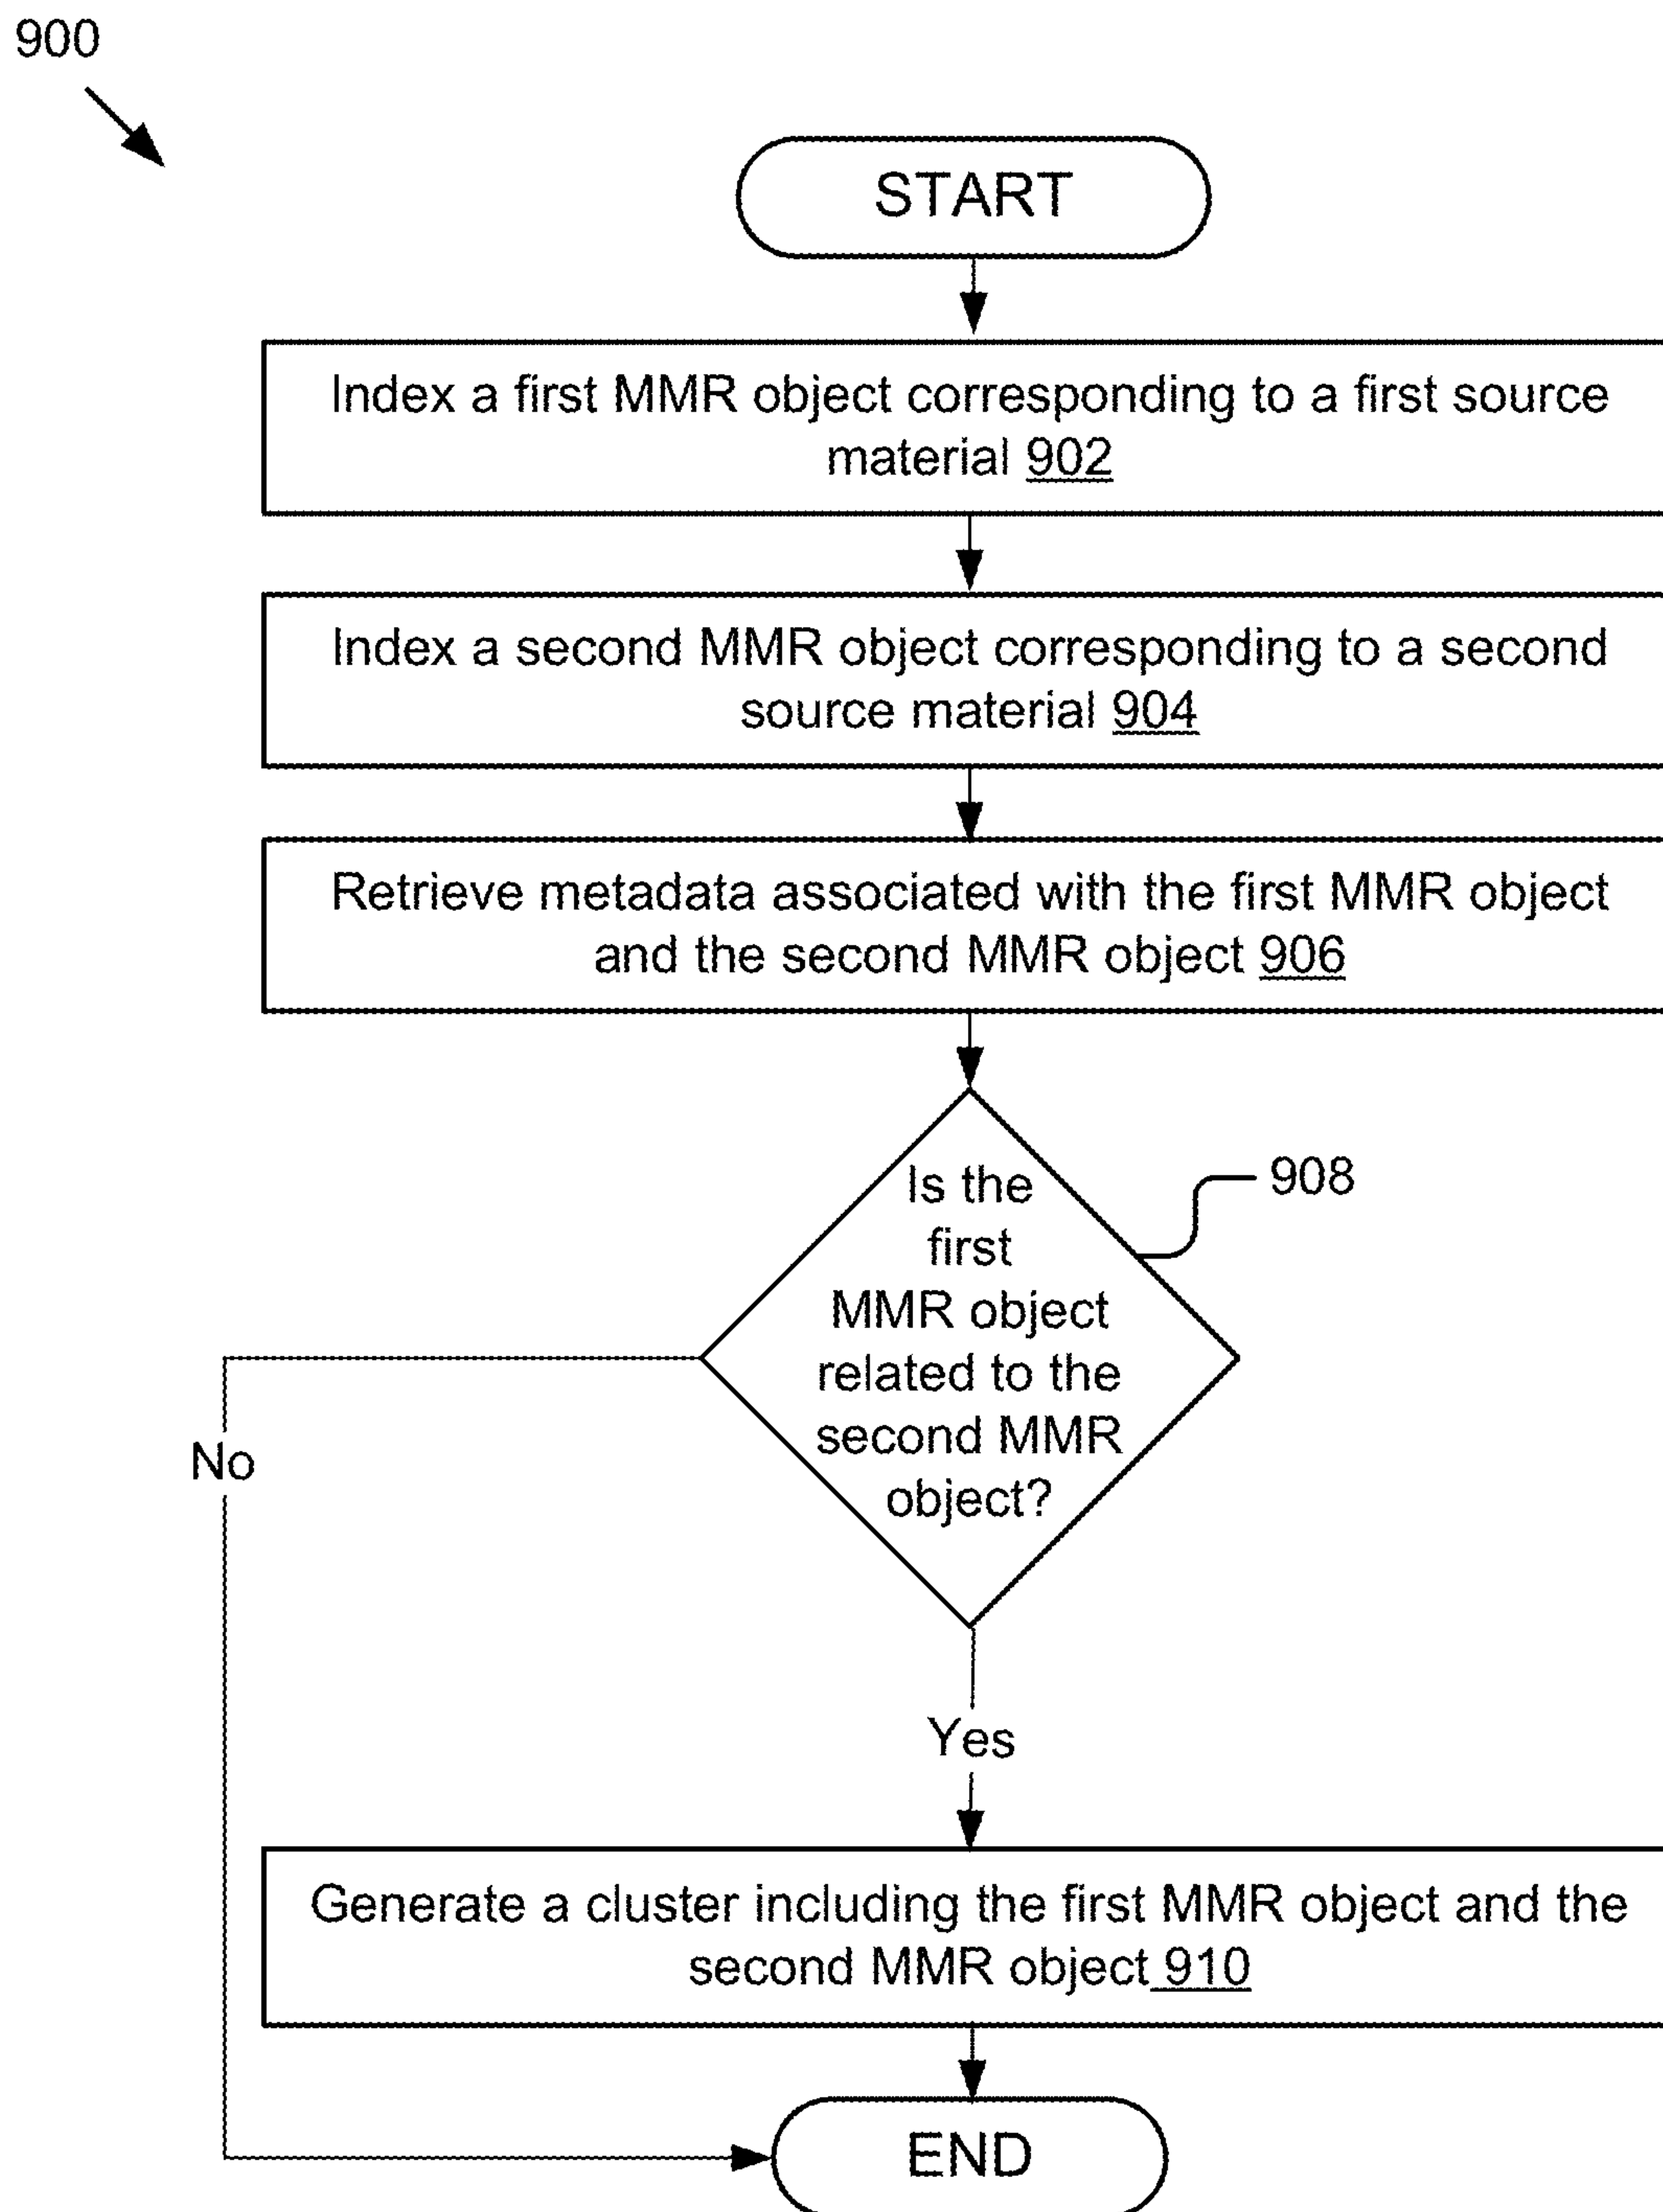 900
START
Index a first MMR object corresponding to a first source
material 902
Index a second MMR object corresponding to a second
source material 904
Retrieve metadata associated with the first MMR object
and the second MMR object 906
Is the
first
MMR object
related to the
second MMR
object?
908
No
Yes
Generate a cluster including the first MMR object and the
second MMR object 910
END